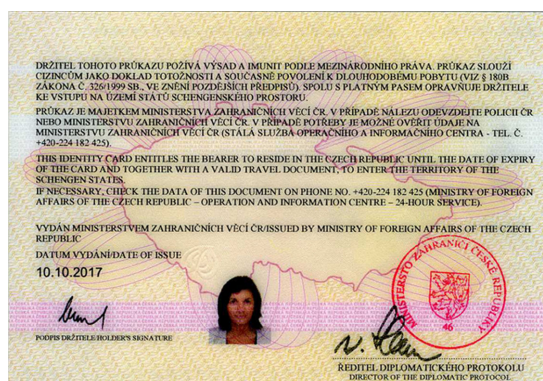 DRŽITEL TOHOTO PRŮKAZU POŽÍVÁ VÝSAD A IMUNIT PODLE MEZINÁRODNÍHO PRÁVA. PRŮKAZ SLOUŽÍ
CIZINCŮM JAKO DOKLAD TOTOŽNOSTI A SOUČASNĚ POVOLENÍ K DLOUHODOBÉMU POBYTU (VIZ § 180B
ZÁKONA Č. 326/1999 SB., VE ZNĚNÍ POZDĚJŠÍCH PŘEDPISŮ). SPOLU S PLATNÝM PASEM OPRAVŇUJE DRŽITELE
KE VSTUPU NA ÚZEMÍ STÁTŮ SCHENGENSKÉHO PROSTORU.
PRŮKAZ JE MAJETKEM MINISTERSTVA ZAHRANIČNÍCH VĚCÍ ČR. V PŘÍPADĚ NÁLEZU ODEVZDEJTE POLICII ČR
NEBO MINISTERSTVU ZAHRANIČNÍCH VĚCÍ ČR. V PŘÍPADĚ POTŘEBY JE MOŽNÉ OVĚŘIT ÚDAJE NA
MINISTERSTVU ZAHRANIČNÍCH VĚCÍ ČR (STÁLÁ SLUŽBA OPERAČNÍHO A INFORMAČNÍHO CENTRA - TEL. Č.
+420-224 182 425).
THIS IDENTITY CARD ENTITLES THE BEARER TO RESIDE IN THE CZECH REPUBLIC UNTIL THE DATE OF EXPIRY
OF THE CARD AND TOGETHER WITH A VALID TRAVEL DOCUMENT, TO ENTER THE TERRITORY OF THE
SCHENGEN STATES.
IF NECESSARY, CHECK THE DATA OF THIS DOCUMENT ON PHONE NO. +420-224 182 425 (MINISTRY OF FOREIGN
AFFAIRS OF THE CZECH REPUBLIC – OPERATION AND INFORMATION CENTRE – 24-HOUR SERVICE).
VYDÁN MINISTERSTVEM ZAHRANIČNÍCH VĚCÍ ČR/ISSUED BY MINISTRY OF FOREIGN AFFAIRS OF THE CZECH
REPUBLIC
DATUM VYDÁNÍ/DATE OF ISSUE
10.10.2017
MINISTERSTVO ZAHRANIČÍ ČESKÉ REPUBLIKY
46
PODPIS DRŽITELE/HOLDER'S SIGNATURE
ŘEDITEL DIPLOMATICKÉHO PROTOKOLU
DIRECTOR OF THE DIPLOMATIC PROTOCOL